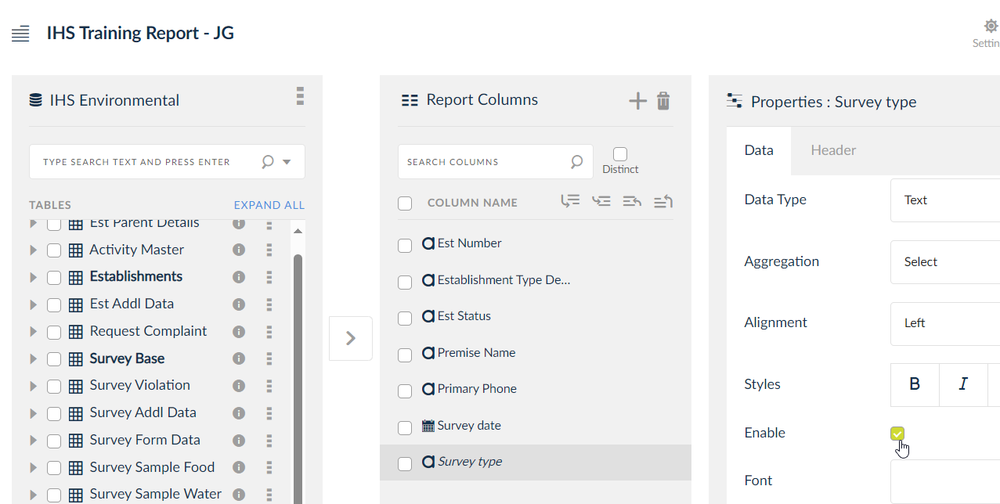 IHS Training Report - JG
Settin
IHS Environmental
TYPE SEARCH TEXT AND PRESS ENTER
TABLES EXPAND ALL
Est Parent Details
Activity Master
Establishments
Est Addl Data
Request Complaint
Survey Base
Survey Violation
Survey Addl Data
Survey Form Data
Survey Sample Food
Survey Sample Water
Report Columns
SEARCH COLUMNS
Distinct
COLUMN NAME
Est Number
Establishment Type De...
Est Status
Premise Name
Primary Phone
Survey date
Survey type
Properties : Survey type
Data Header
Data Type Text
Aggregation Select
Alignment Left
Styles B I
Enable
Font